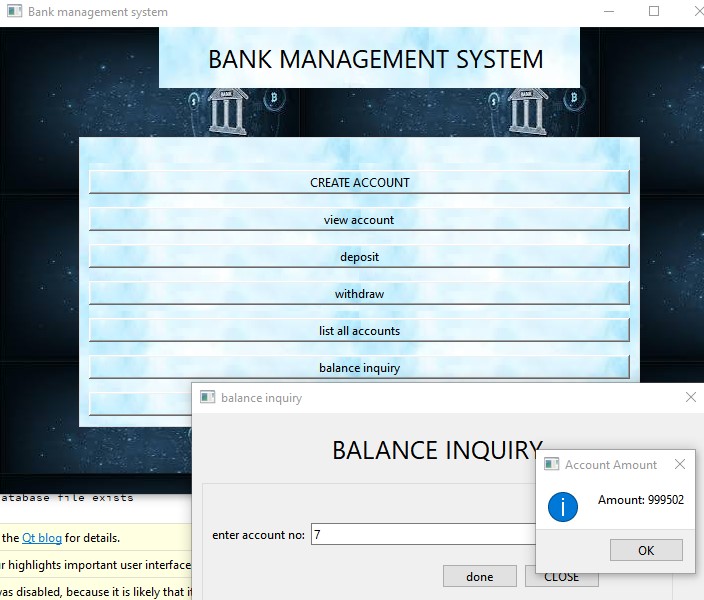 Bank management system
BANK MANAGEMENT SYSTEM
BANK
BANK
CREATE ACCOUNT
view account
deposit
withdraw
list all accounts
balance inquiry
balance inquiry
BALANCE INQUIRY
Account Amount
Amount: 999502
OK
enter account no: 7
done
CLOSE
atabase file exists
the Qt blog for details.
r highlights important user interface
as disabled, because it is likely that